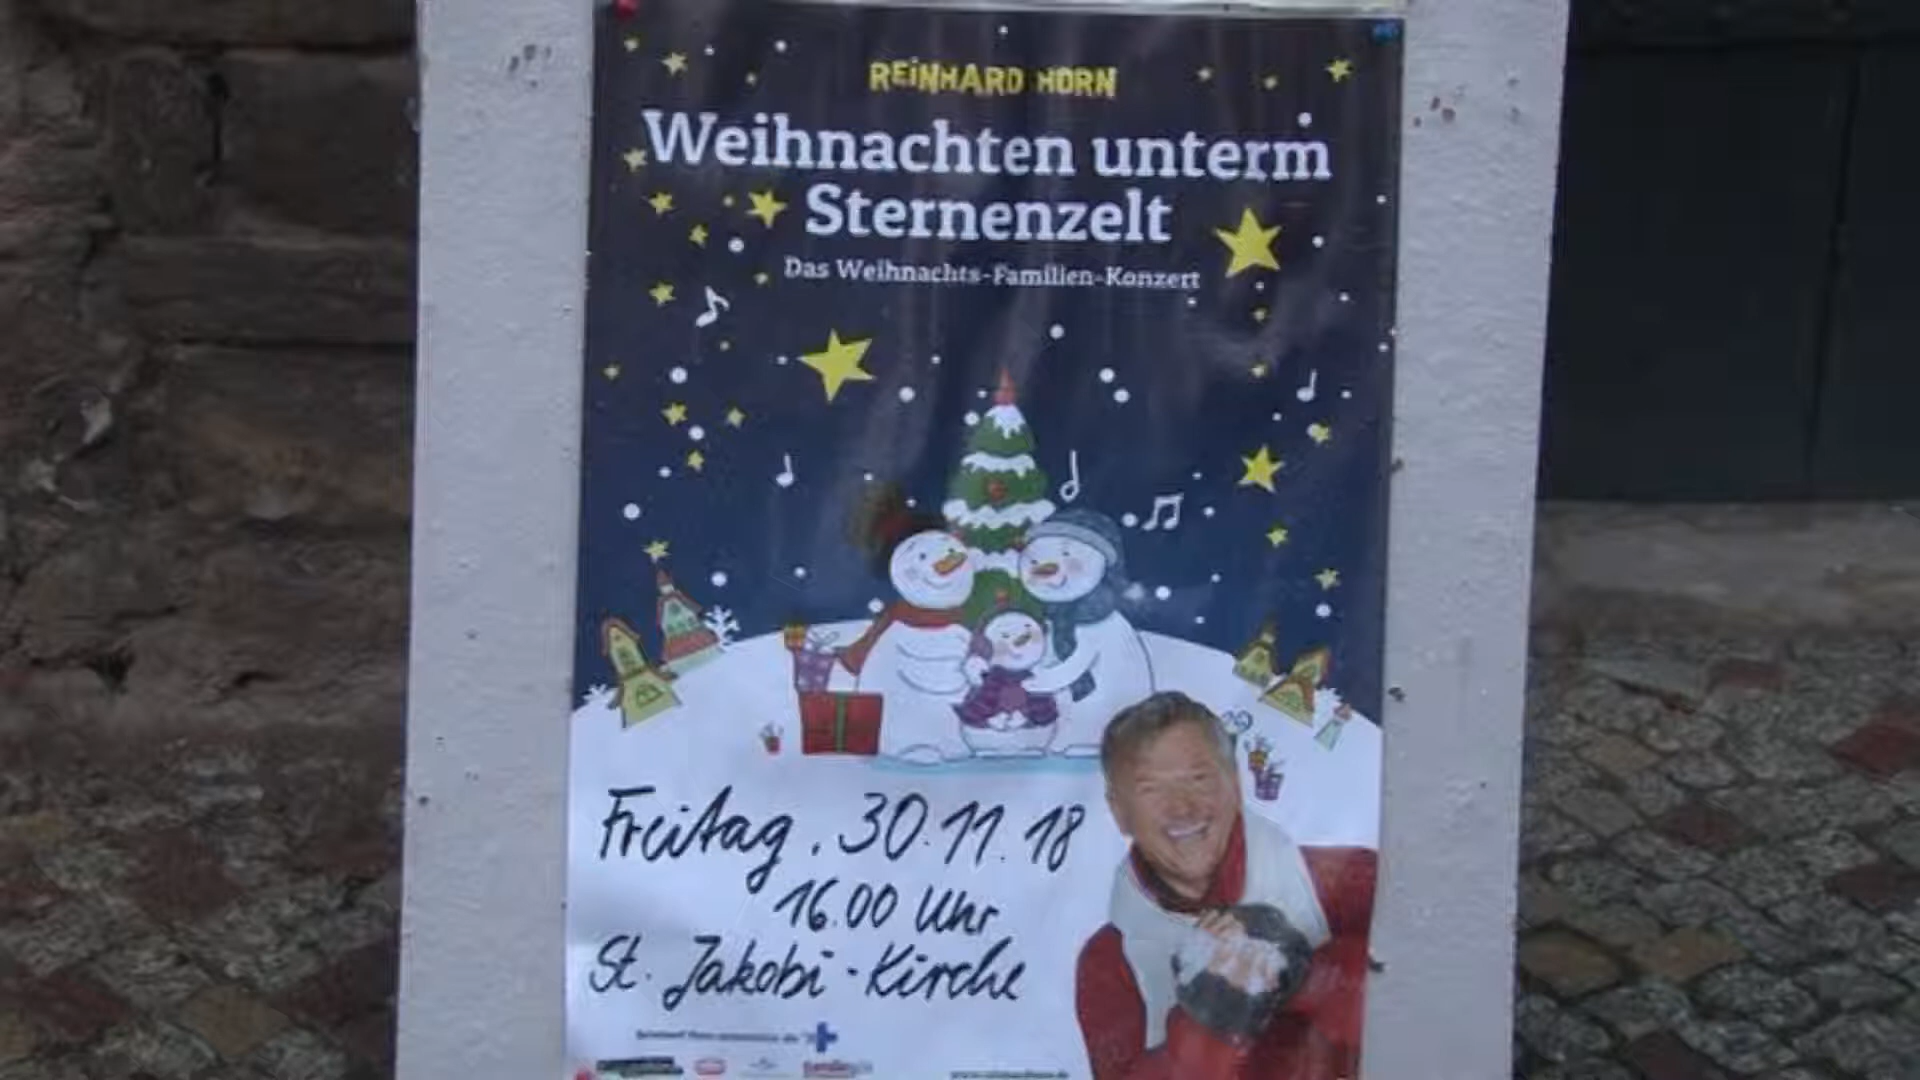 REINHARD HORN
Weihnachten unterm
Sternenzelt
Das Weihnachts-Familien-Konzert
Freitag, 30.11.18
16.00 Uhr
St. Jakobi-Kirche